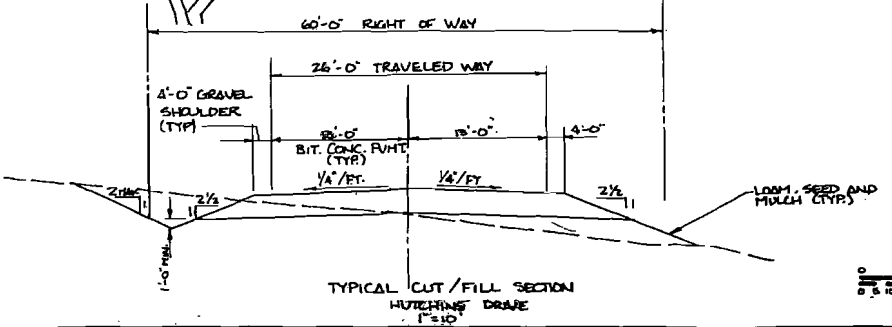 60'-0" RIGHT OF WAY
26'-0" TRAVELED WAY
4'-0" GRAVEL
SHOULDER
(TYP)
13'-0"
13'-0"
4'-0"
BIT. CONC. PVMT.
(TYP.)
1/4"/FT.
1/4"/FT
2 MAX.
1
2 1/2
1
2 1/2
1
LOAM, SEED AND
MULCH (TYP.)
1'-0" MIN.
TYPICAL CUT/FILL SECTION
HUTCHINS DRIVE
1"=10'